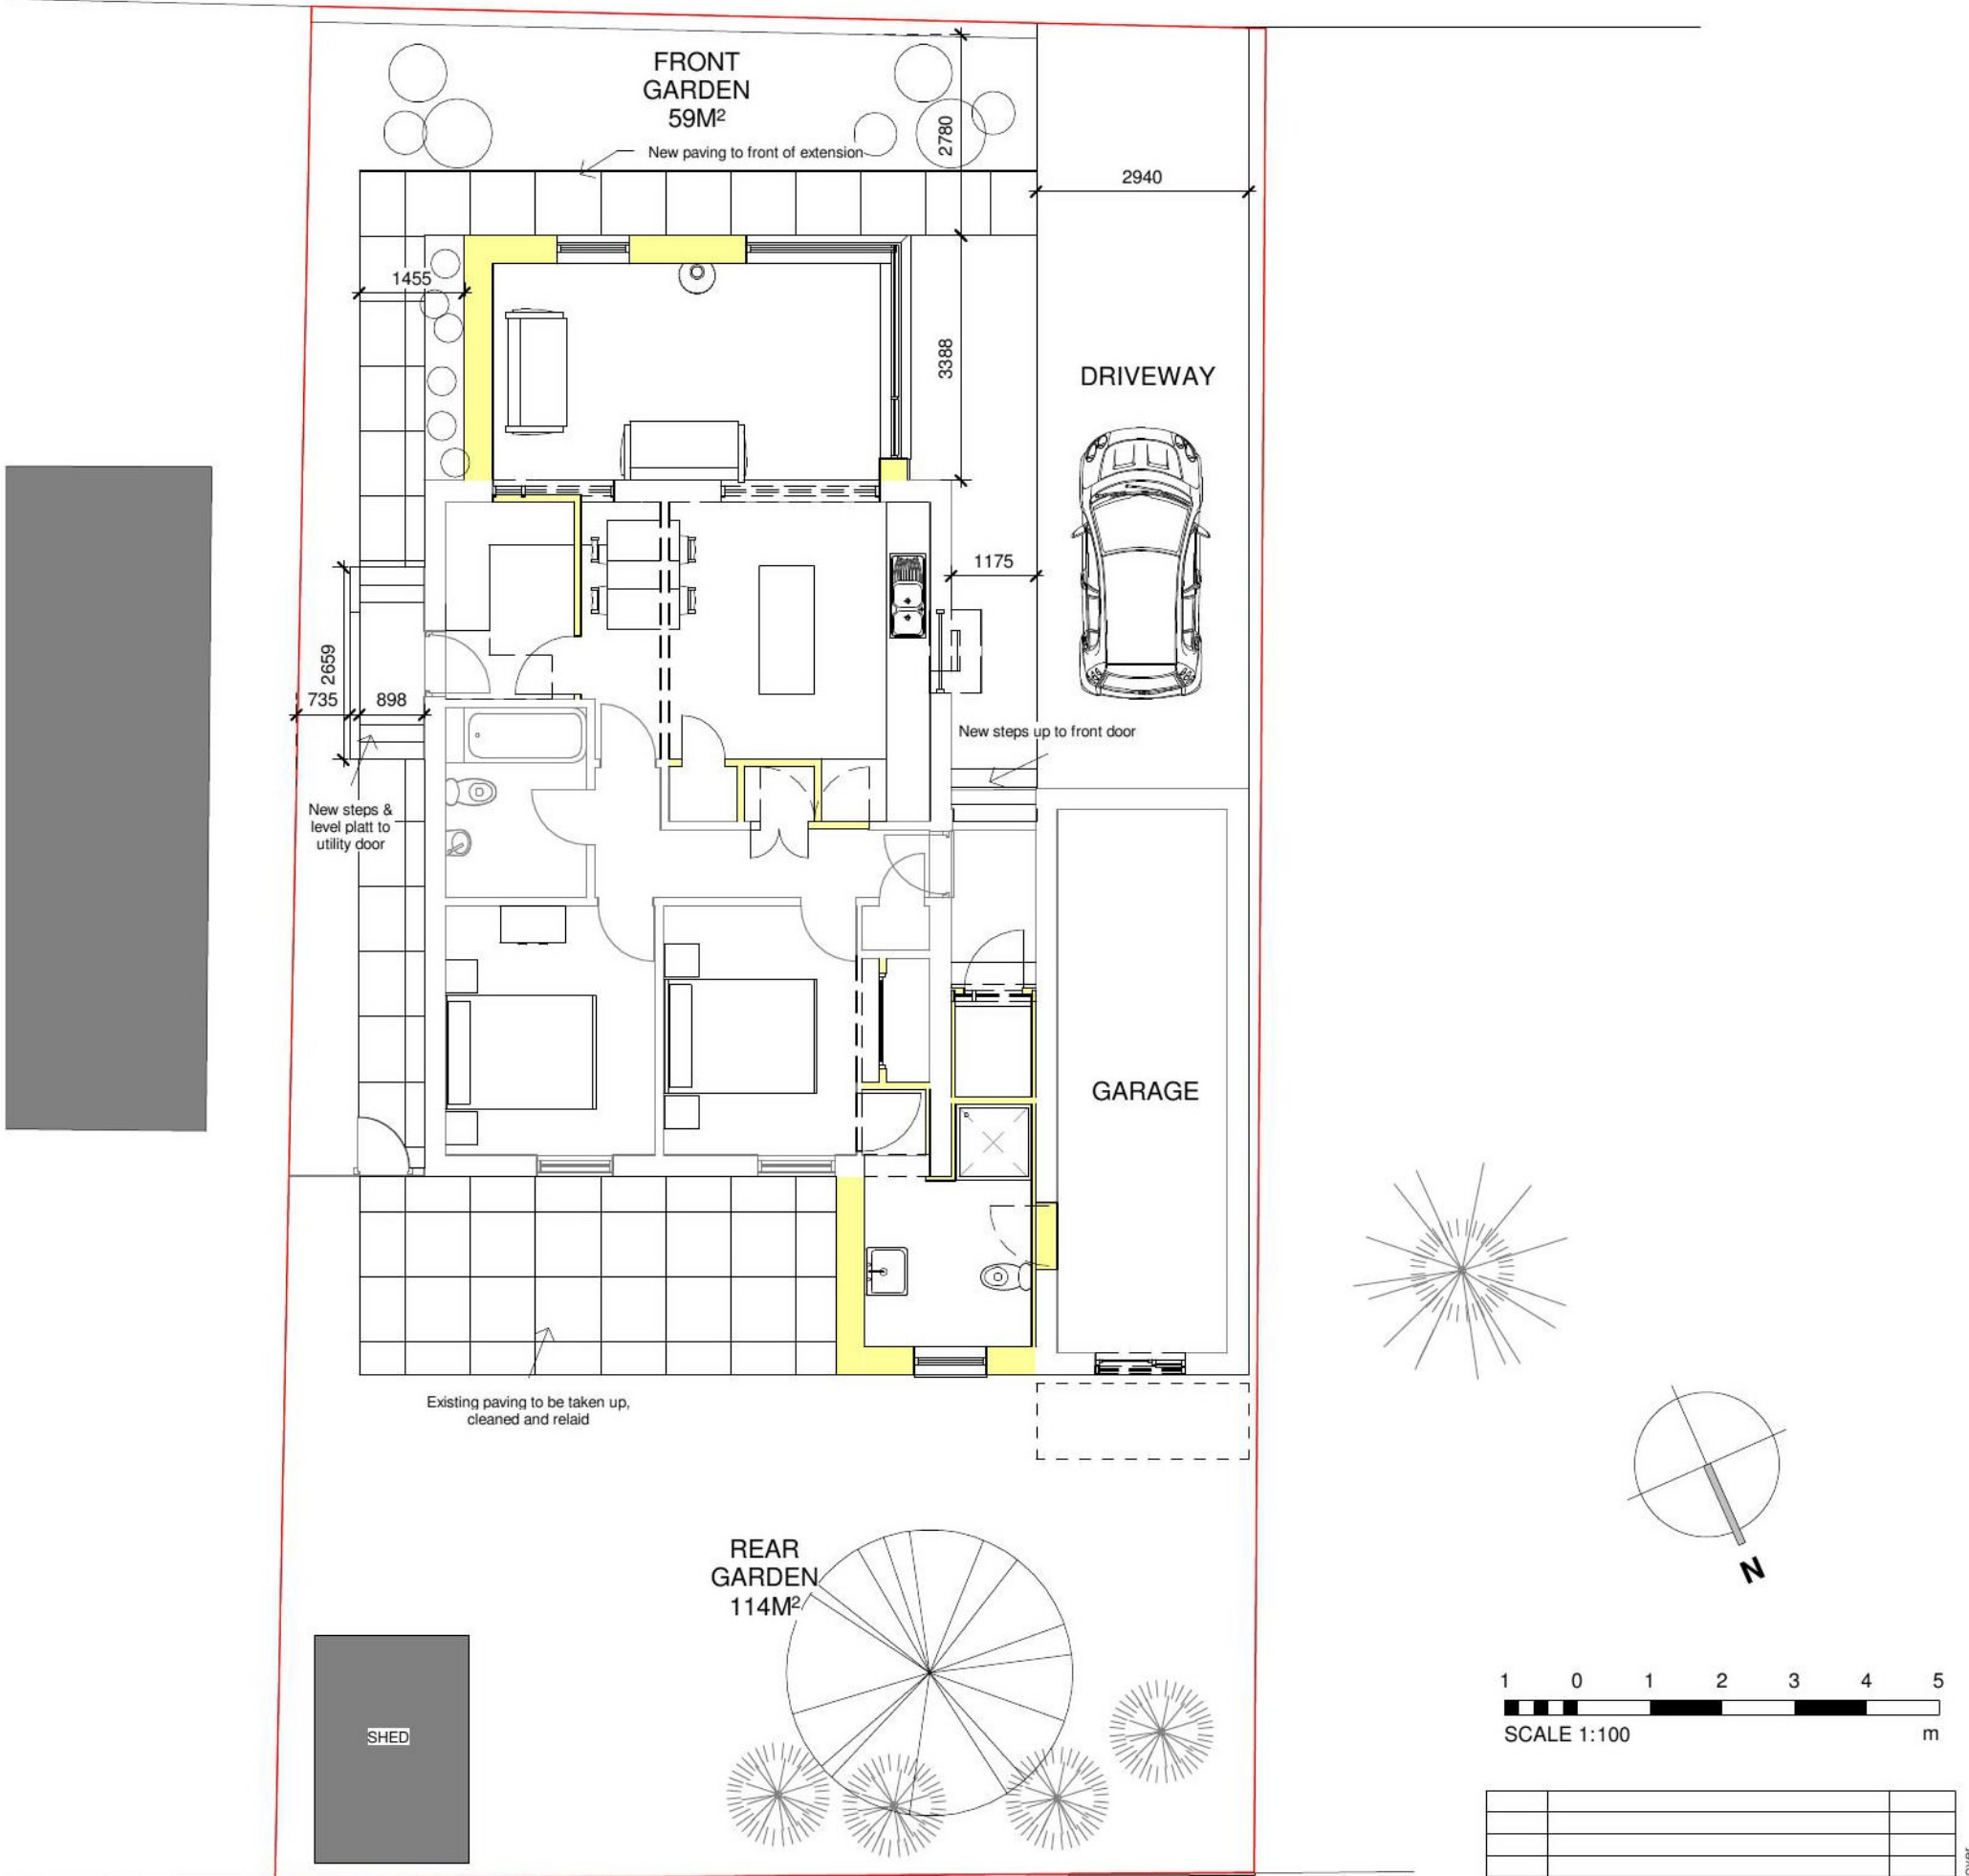 FRONT
GARDEN
59M²
New paving to front of extension
2780
2940
1455
3388
DRIVEWAY
1175
2659
735
898
New steps up to front door
New steps &
level platt to
utility door
GARAGE
Existing paving to be taken up,
cleaned and relaid
N
REAR
GARDEN
114M²
SHED
1 0 1 2 3 4 5
SCALE 1:100 m